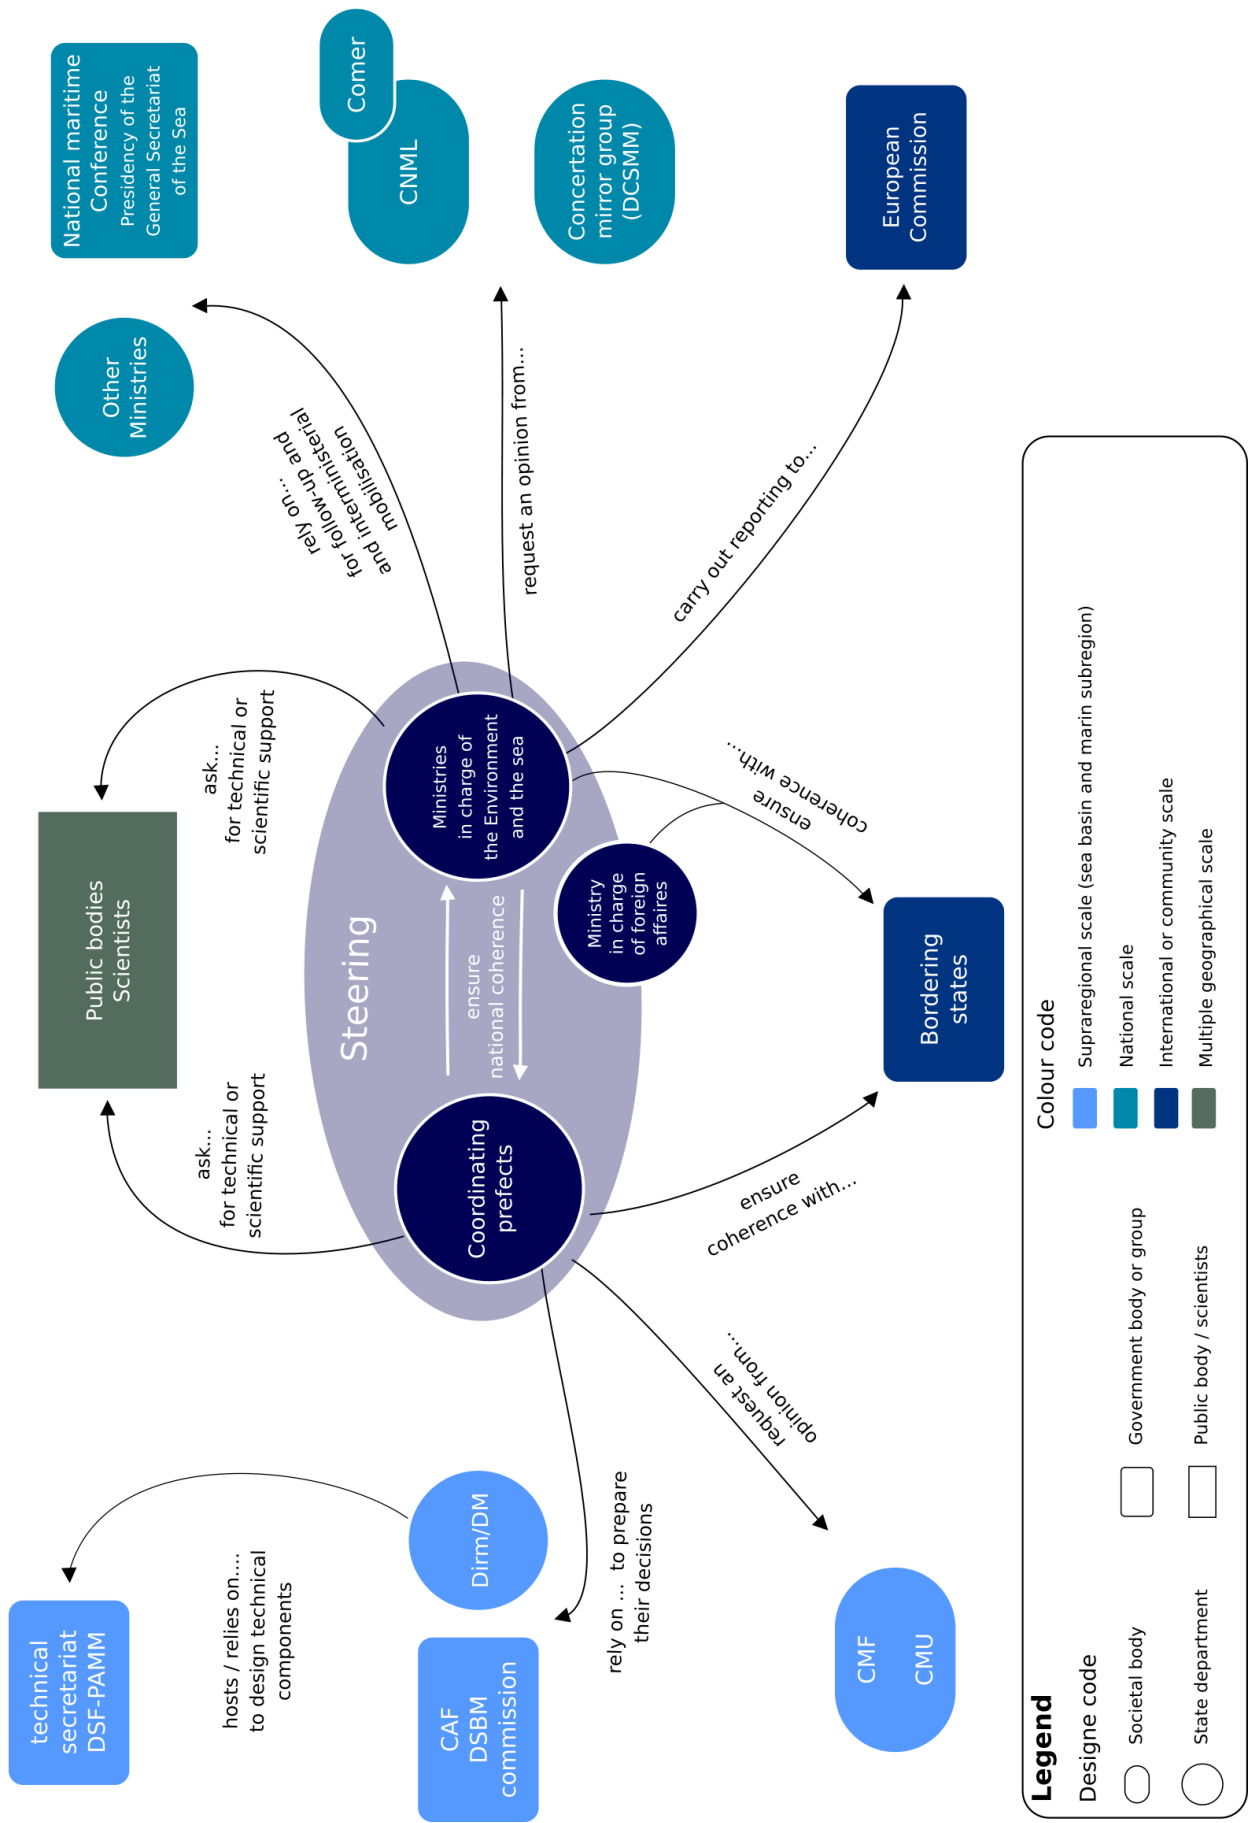 technical
secretariat
DSF-PAMM
hosts / relies on....
to design technical
components
CAF
DSBM
commission
Dirm/DM
rely on ... to prepare
their decisions
CMF
CMU
request an
opinion from...
ask...
for technical or
scientific support
Public bodies
Scientists
ask...
for technical or
scientific support
Steering
Coordinating
prefects
ensure
national coherence
Ministries
in charge of
the Environment
and the sea
Ministry
in charge
of foreign
affaires
ensure
coherence with...
Bordering
states
ensure
coherence with...
rely on...
for follow-up and
and interministerial
mobilisation
Other
Ministries
National maritime
Conference
Presidency of the
General Secretariat
of the Sea
request an opinion from...
Comer
CNML
Concertation
mirror group
(DCSMM)
carry out reporting to...
European
Commission
Legend
Designe code
Societal body
Government body or group
State department
Public body / scientists
Colour code
Supraregional scale (sea basin and marin subregion)
National scale
International or community scale
Multiple geographical scale